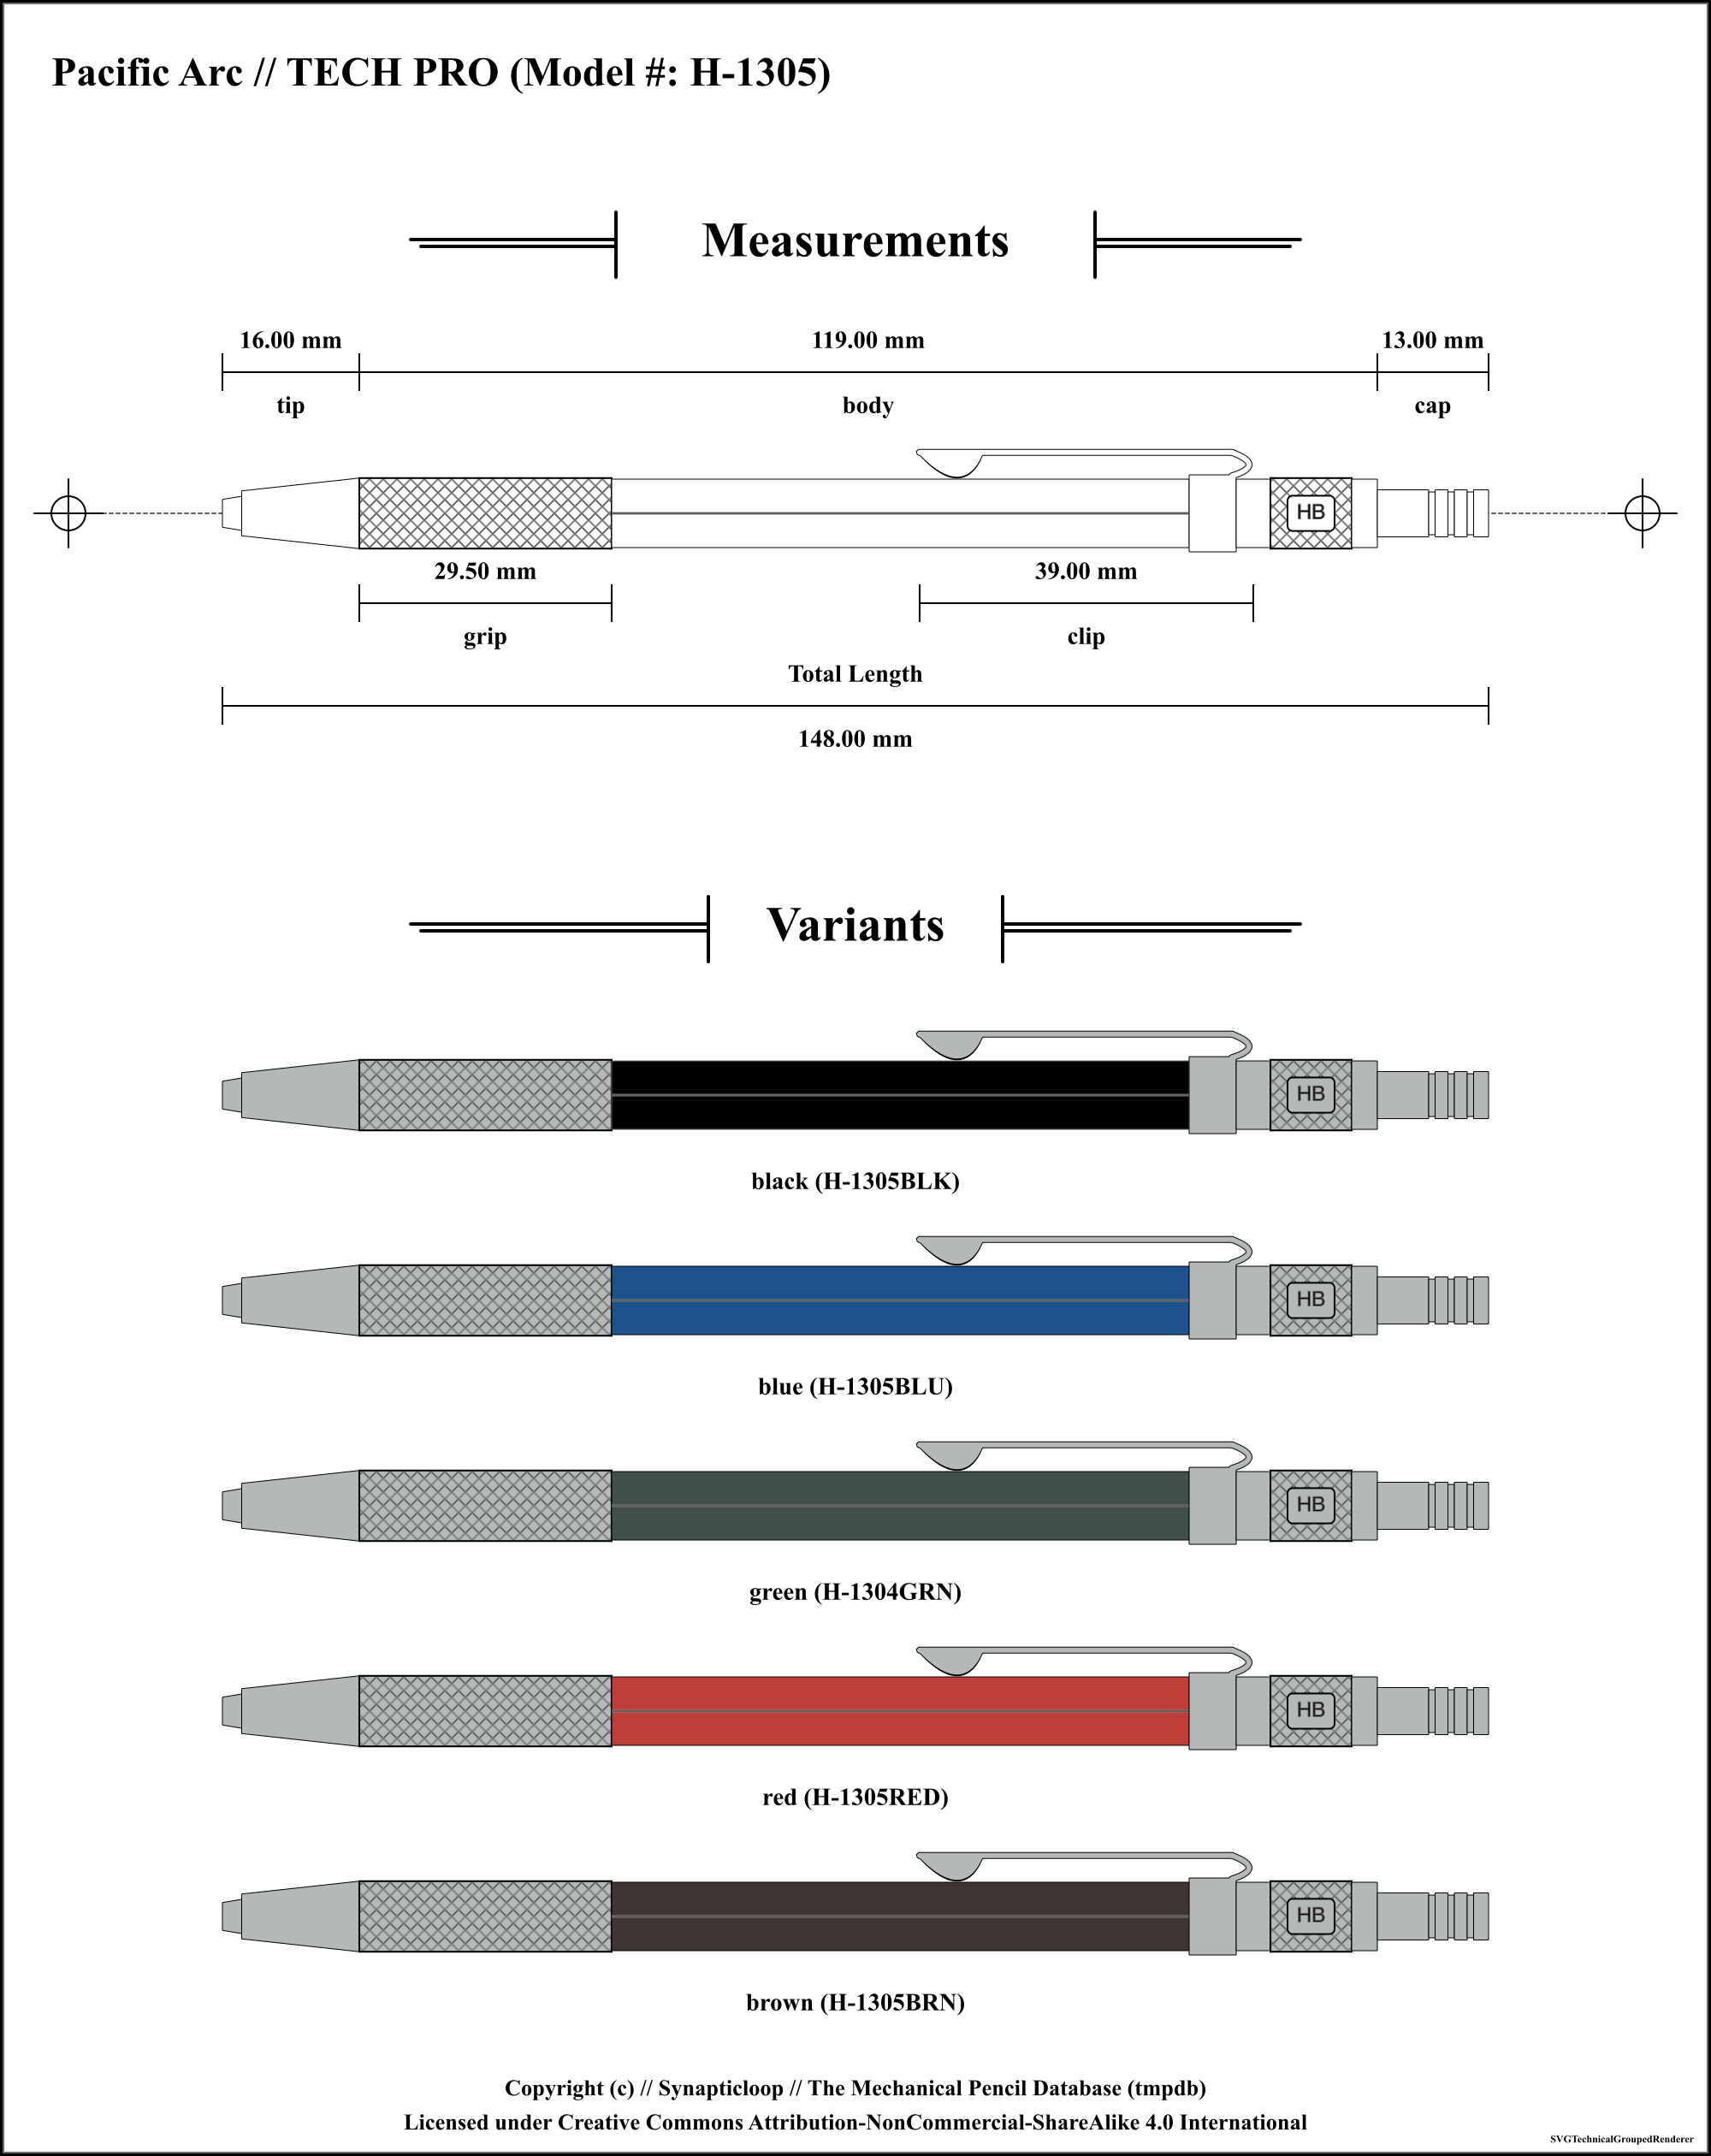 Pacific Arc // TECH PRO (Model #: H-1305)
Measurements
16.00 mm 119.00 mm 13.00 mm
tip body cap
HB
29.50 mm 39.00 mm
grip clip
Total Length
148.00 mm
Variants
HB
black (H-1305BLK)
HB
blue (H-1305BLU)
HB
green (H-1304GRN)
HB
red (H-1305RED)
HB
brown (H-1305BRN)
Copyright (c) // Synapticloop // The Mechanical Pencil Database (tmpdb)
Licensed under Creative Commons Attribution-NonCommercial-ShareAlike 4.0 International
SVGTechnicalGroupedRenderer